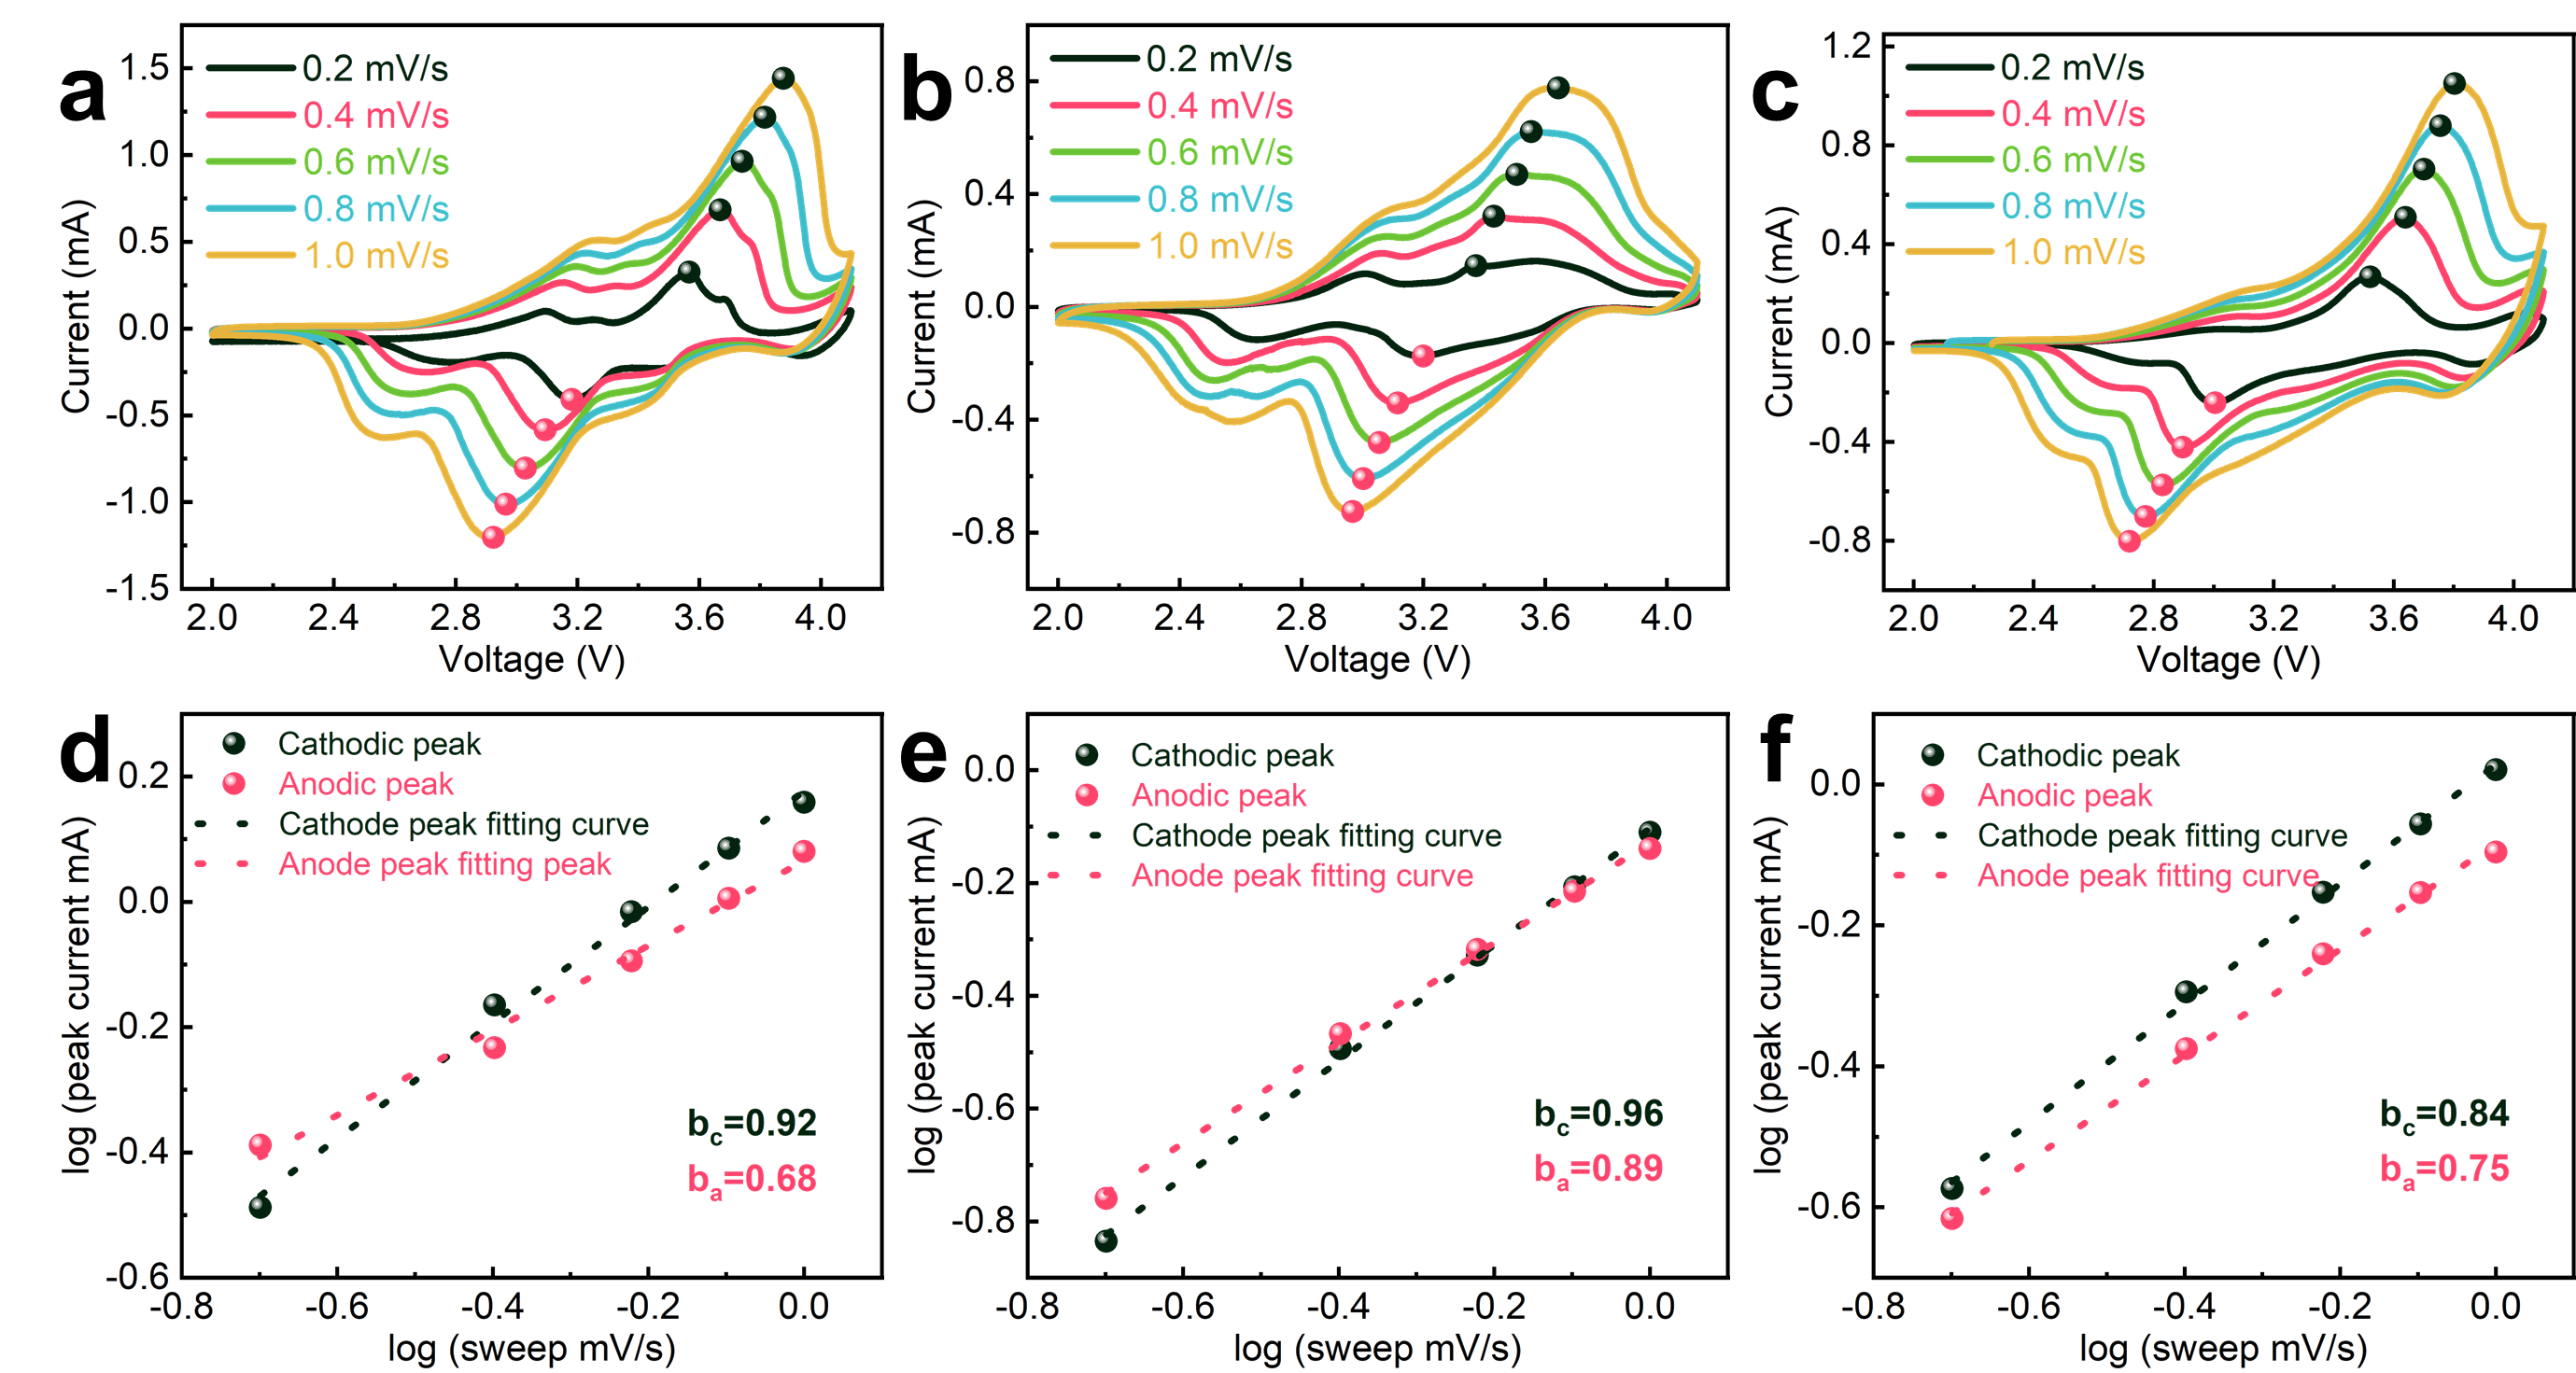 a
0.2 mV/s
0.4 mV/s
0.6 mV/s
0.8 mV/s
1.0 mV/s
1.5
1.0
0.5
0.0
-0.5
-1.0
-1.5
Current (mA)
2.0 2.4 2.8 3.2 3.6 4.0
Voltage (V)
b
0.2 mV/s
0.4 mV/s
0.6 mV/s
0.8 mV/s
1.0 mV/s
0.8
0.4
0.0
-0.4
-0.8
Current (mA)
2.0 2.4 2.8 3.2 3.6 4.0
Voltage (V)
c
0.2 mV/s
0.4 mV/s
0.6 mV/s
0.8 mV/s
1.0 mV/s
1.2
0.8
0.4
0.0
-0.4
-0.8
Current (mA)
2.0 2.4 2.8 3.2 3.6 4.0
Voltage (V)
d
Cathodic peak
Anodic peak
Cathode peak fitting curve
Anode peak fitting peak
0.2
0.0
-0.2
-0.4
-0.6
log (peak current mA)
bc=0.92
ba=0.68
-0.8 -0.6 -0.4 -0.2 0.0
log (sweep mV/s)
e
Cathodic peak
Anodic peak
Cathode peak fitting curve
Anode peak fitting curve
0.0
-0.2
-0.4
-0.6
-0.8
log (peak current mA)
bc=0.96
ba=0.89
-0.8 -0.6 -0.4 -0.2 0.0
log (sweep mV/s)
f
Cathodic peak
Anodic peak
Cathode peak fitting curve
Anode peak fitting curve
0.0
-0.2
-0.4
-0.6
log (peak current mA)
bc=0.84
ba=0.75
-0.8 -0.6 -0.4 -0.2 0.0
log (sweep mV/s)